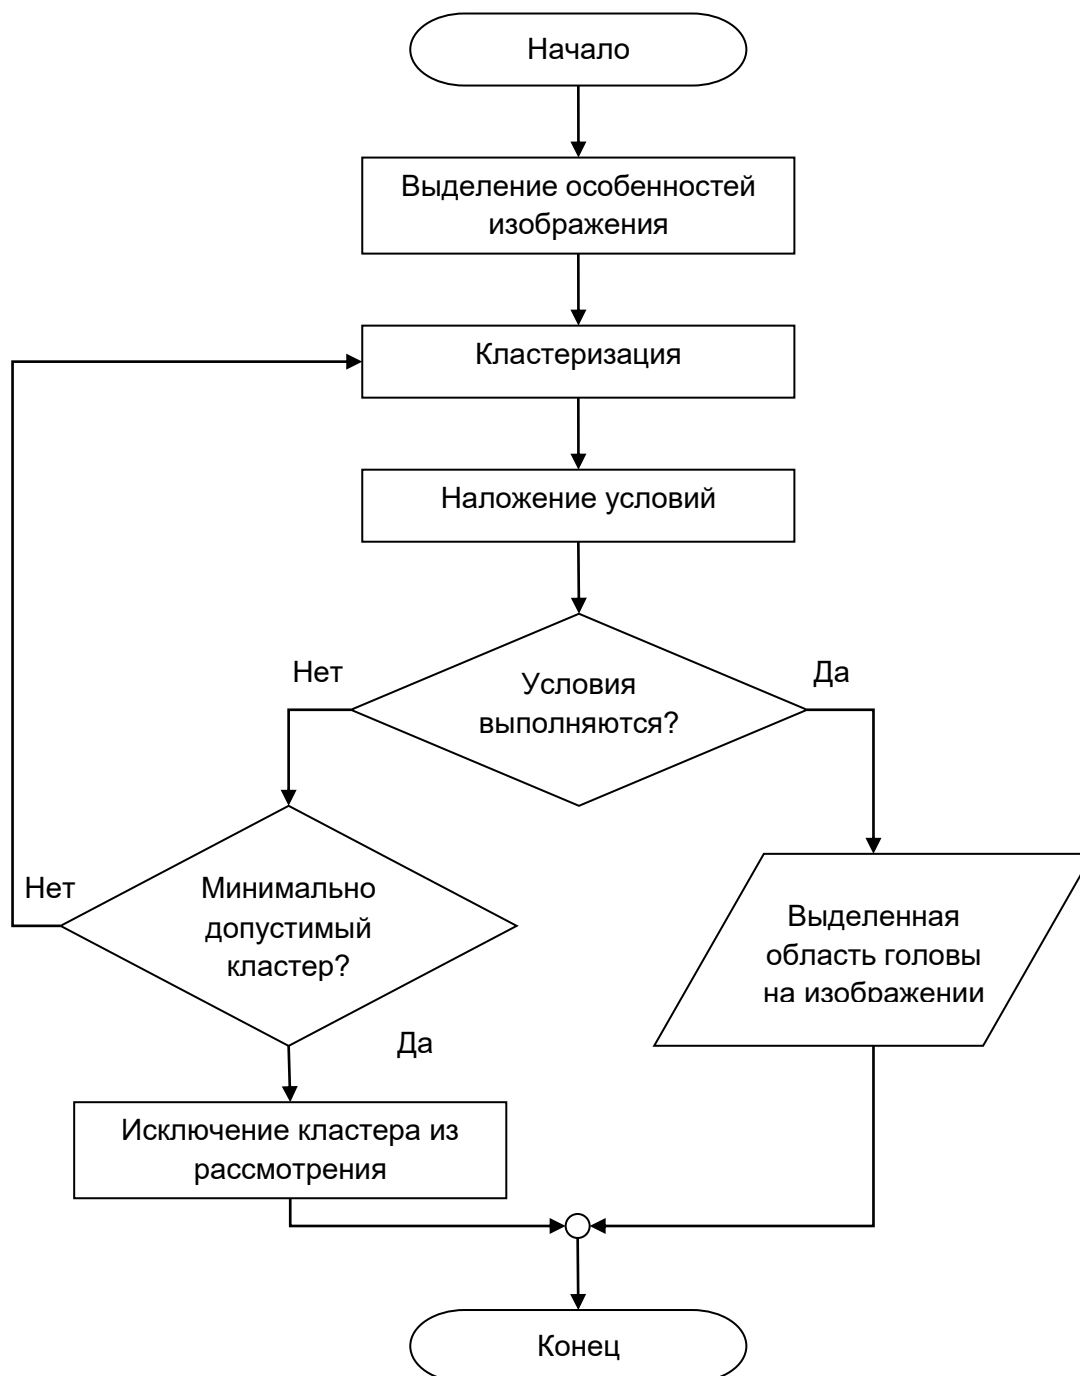 Начало
Выделение особенностей
изображения
Кластеризация
Наложение условий
Нет
Да
Условия
выполняются?
Нет
Минимально
допустимый
кластер?
Выделенная
область головы
на изображении
Да
Исключение кластера из
рассмотрения
Конец